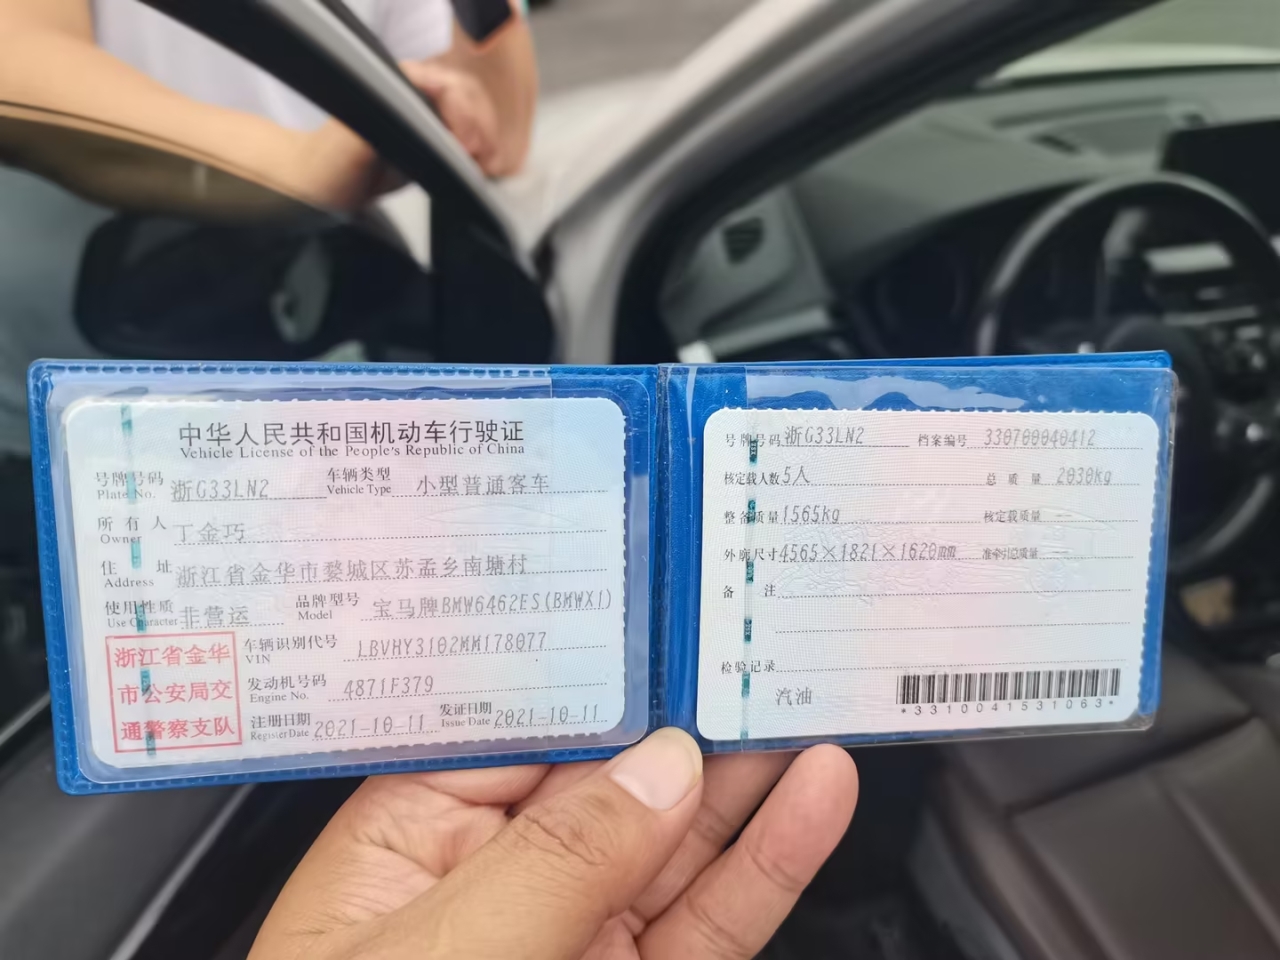 中华人民共和国机动车行驶证
Vehicle License of the People's Republic of China
号牌号码 Plate No. 浙G33LN2 车辆类型 Vehicle Type 小型普通客车
所有人 Owner 丁金巧
住址 Address 浙江省金华市婺城区苏孟乡南塘村
使用性质 Use Character 非营运 品牌型号 Model 宝马牌BMW6462ES(BMWX1)
浙江省金华
市公安局交
通警察支队
车辆识别代号 VIN LBVHY3102MM178077
发动机号码 Engine No. 4871F379
注册日期 Register Date 2021-10-11 发证日期 Issue Date 2021-10-11
号牌号码 浙G33LN2 档案编号 330700040412
核定载人数 5人 总质量 2030kg
整备质量 1565kg 核定载质量 --
外廓尺寸 4565×1821×1620mm 准牵引总质量 --
备注
检验记录
汽油
*3310041531063*